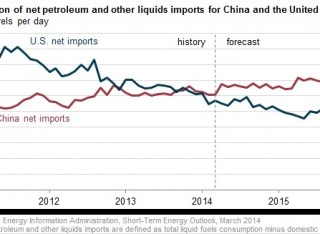 on of net petroleum and other liquids imports for China and the United
rels per day
U.S. net imports
history
forecast
China net imports
2012 2013 2014 2015
Energy Information Administration, Short-Term Energy Outlook, March 2014
troleum and other liquids imports are defined as total liquid fuels consumption minus domestic